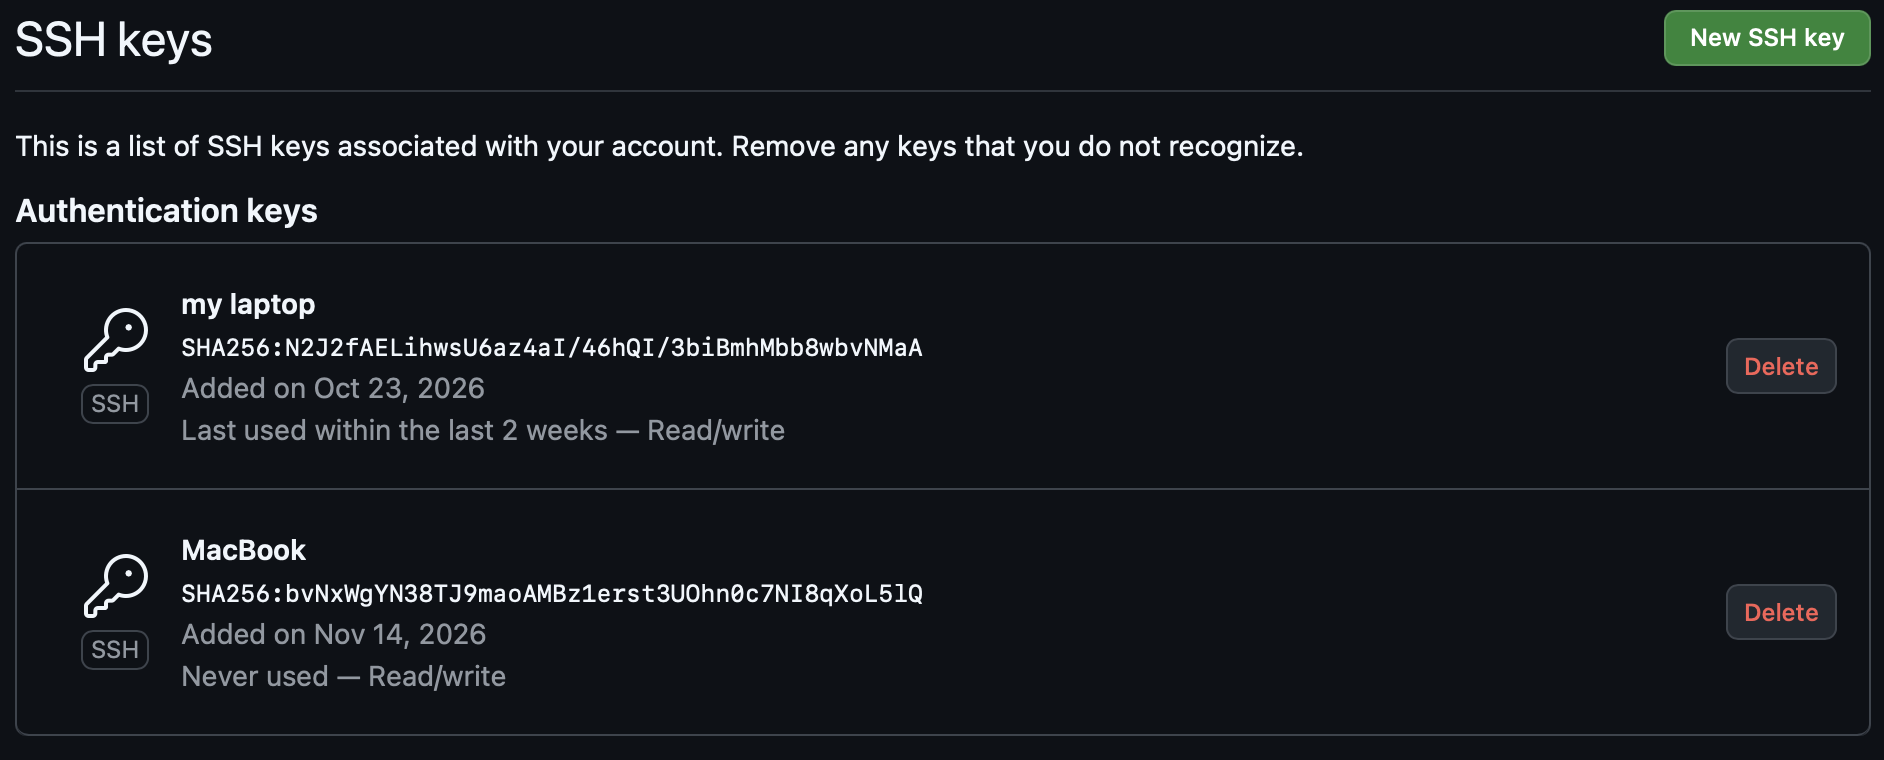 SSH keys
New SSH key
This is a list of SSH keys associated with your account. Remove any keys that you do not recognize.
Authentication keys
my laptop
SHA256:N2J2fAELihwsU6az4aI/46hQI/3biBmhMbb8wbvNMaA
Added on Oct 23, 2026
Last used within the last 2 weeks — Read/write
SSH
Delete
MacBook
SHA256:bvNxWgYN38TJ9maoAMBz1erst3UOhn0c7NI8qXoL5lQ
Added on Nov 14, 2026
Never used — Read/write
SSH
Delete